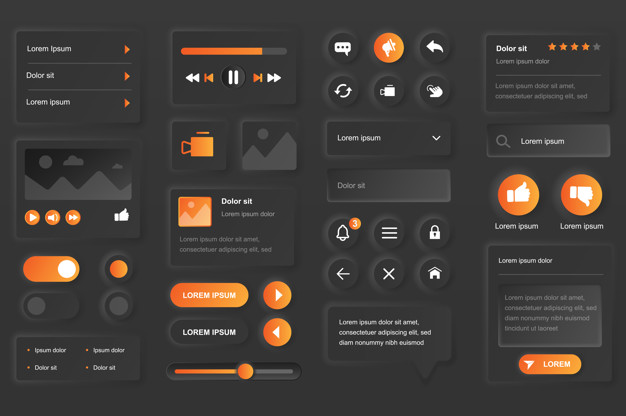 Lorem Ipsum
Dolor sit
Lorem ipsum
Ipsum dolor
Ipsum dolor
Dolor sit
Dolor sit
Dolor sit
Lorem ipsum dolor
Lorem ipsum dolor sit amet,
consectetuer adipiscing
LOREM IPSUM
LOREM IPSUM
Lorem ipsum
Dolor sit
3
Lorem ipsum dolor sit amet,
consectetuer adipiscing elit, sed
diam nonummy nibh euismod
Dolor sit
Lorem ipsum dolor
Lorem ipsum dolor sit amet,
consectetuer adipiscing elit, sed
Lorem ipsum
Lorem ipsum
Lorem ipsum
Lorem ipsum dolor
Lorem ipsum dolor sit amet,
consectetuer adipiscing elit,
sed diam nonummy nibh euismod
tincidunt ut laoreet
LOREM